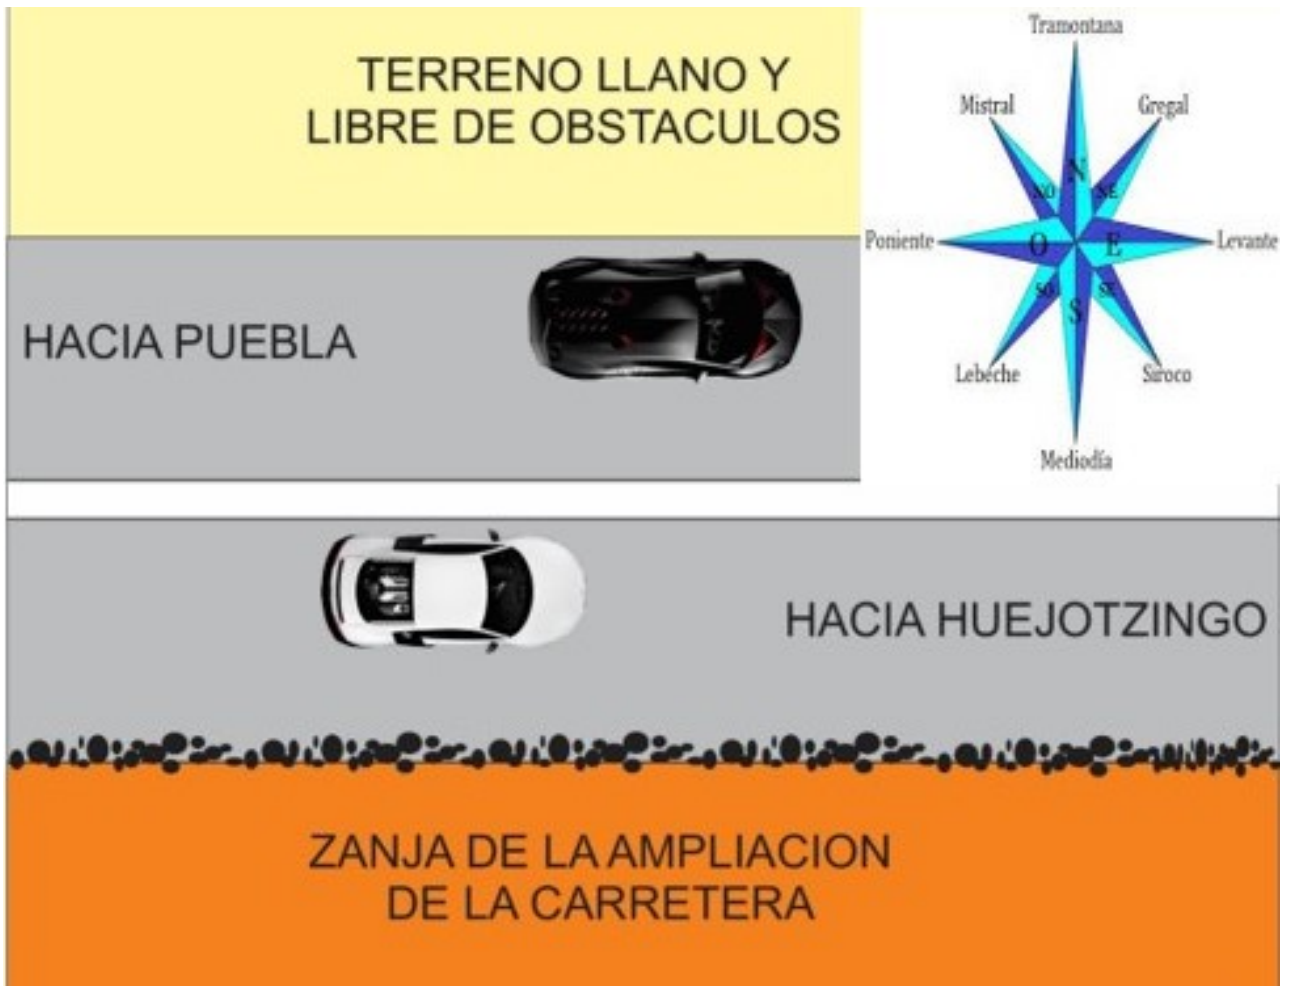 TERRENO LLANO Y
LIBRE DE OBSTACULOS
Tramontana
Mistral
Gregal
N
NO
NE
Poniente
O
E
Levante
SO
SE
S
Lebeche
Siroco
Mediodía
HACIA PUEBLA
HACIA HUEJOTZINGO
ZANJA DE LA AMPLIACION
DE LA CARRETERA